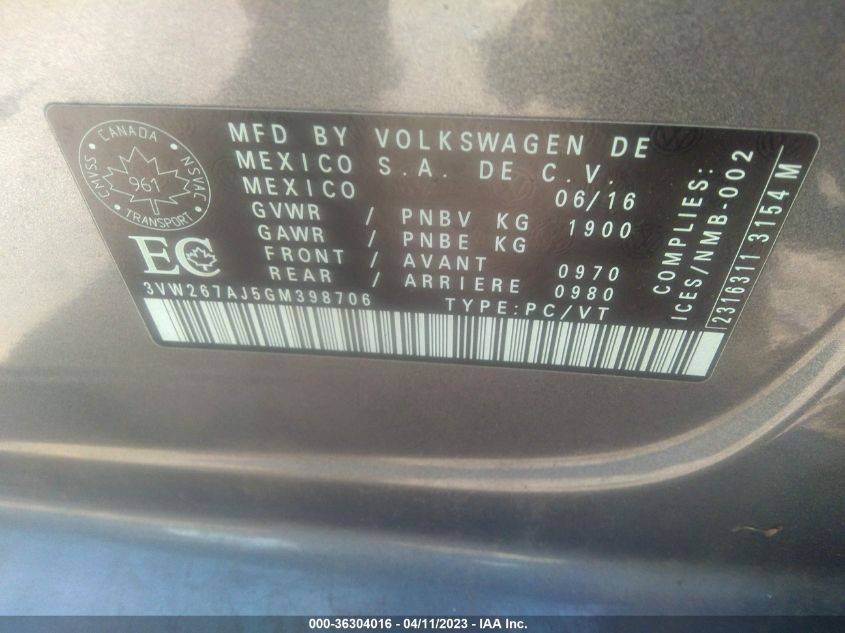 CANADA
CMVSS
NSVAC
961
TRANSPORT
MFD BY VOLKSWAGEN DE
MEXICO S.A. DE C.V.
MEXICO 06/16
GVWR / PNBV KG 1900
GAWR / PNBE KG
FRONT / AVANT 0970
REAR / ARRIERE 0980
EC
3VW267AJ5GM398706 TYPE:PC/VT
COMPLIES:
ICES/NMB-002
2316311 3154 M
000-36304016 - 04/11/2023 - IAA Inc.